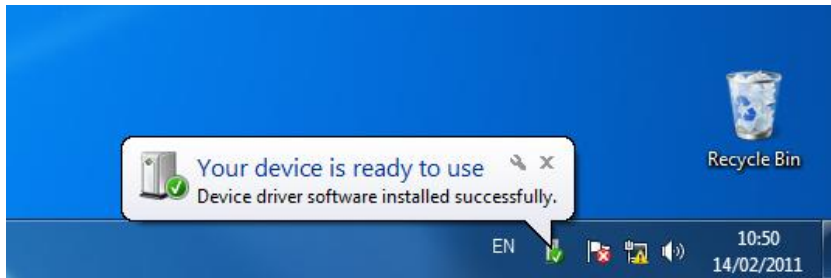 Recycle Bin
Your device is ready to use
Device driver software installed successfully.
EN
10:50
14/02/2011